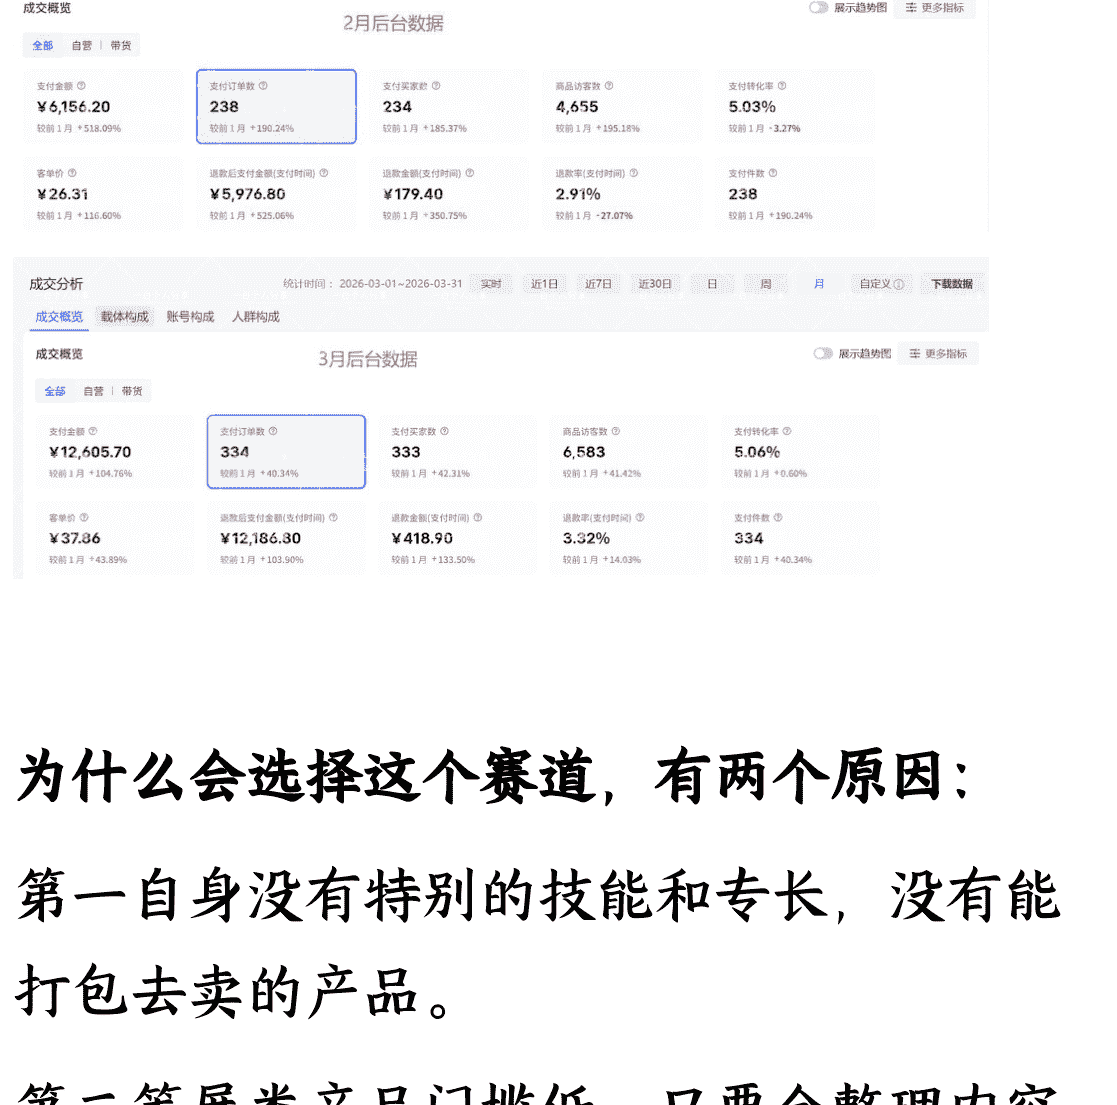 成交概览
2月后台数据
展示趋势图 更多指标
全部 自营 带货
支付金额 支付订单数 支付买家数 商品访客数 支付转化率
¥6,156.20 238 234 4,655 5.03%
较前1月 +518.09% 较前1月 +190.24% 较前1月 +185.37% 较前1月 +195.18% 较前1月 -3.27%
客单价 退款后支付金额(支付时间) 退款金额(支付时间) 退款率(支付时间) 支付件数
¥26.31 ¥5,976.80 ¥179.40 2.91% 238
较前1月 +116.60% 较前1月 +525.06% 较前1月 +350.75% 较前1月 -27.07% 较前1月 +190.24%
成交分析 统计时间：2026-03-01~2026-03-31 实时 近1日 近7日 近30日 日 周 月 自定义 下载数据
成交概览 载体构成 账号构成 人群构成
成交概览
3月后台数据
展示趋势图 更多指标
全部 自营 带货
支付金额 支付订单数 支付买家数 商品访客数 支付转化率
¥12,605.70 334 333 6,583 5.06%
较前1月 +104.76% 较前1月 +40.34% 较前1月 +42.31% 较前1月 +41.42% 较前1月 +0.60%
客单价 退款后支付金额(支付时间) 退款金额(支付时间) 退款率(支付时间) 支付件数
¥37.86 ¥12,186.80 ¥418.90 3.32% 334
较前1月 +43.89% 较前1月 +103.90% 较前1月 +133.50% 较前1月 +14.03% 较前1月 +40.34%
为什么会选择这个赛道，有两个原因：
第一自身没有特别的技能和专长，没有能
打包去卖的产品。